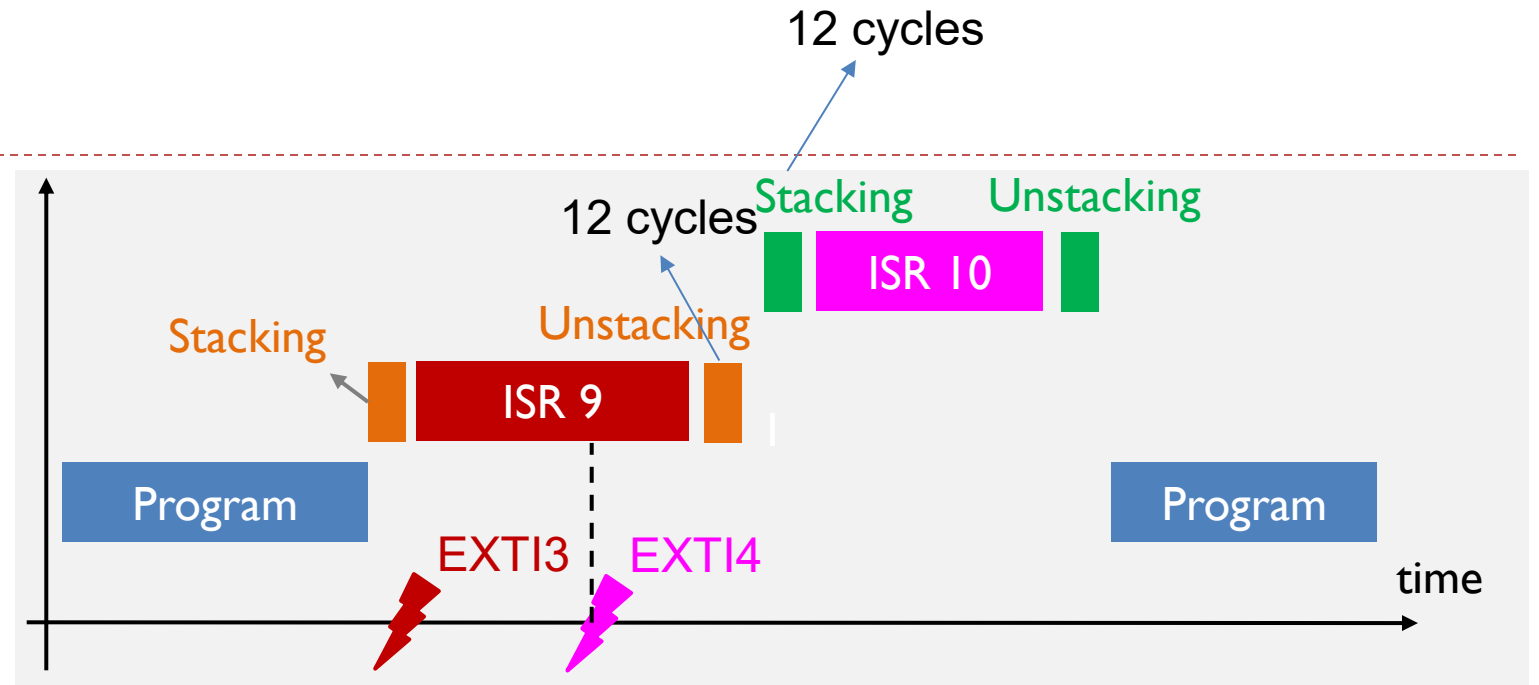 12 cycles
Stacking
Unstacking
12 cycles
ISR 10
Stacking
Unstacking
ISR 9
Program
Program
EXTI3
EXTI4
time